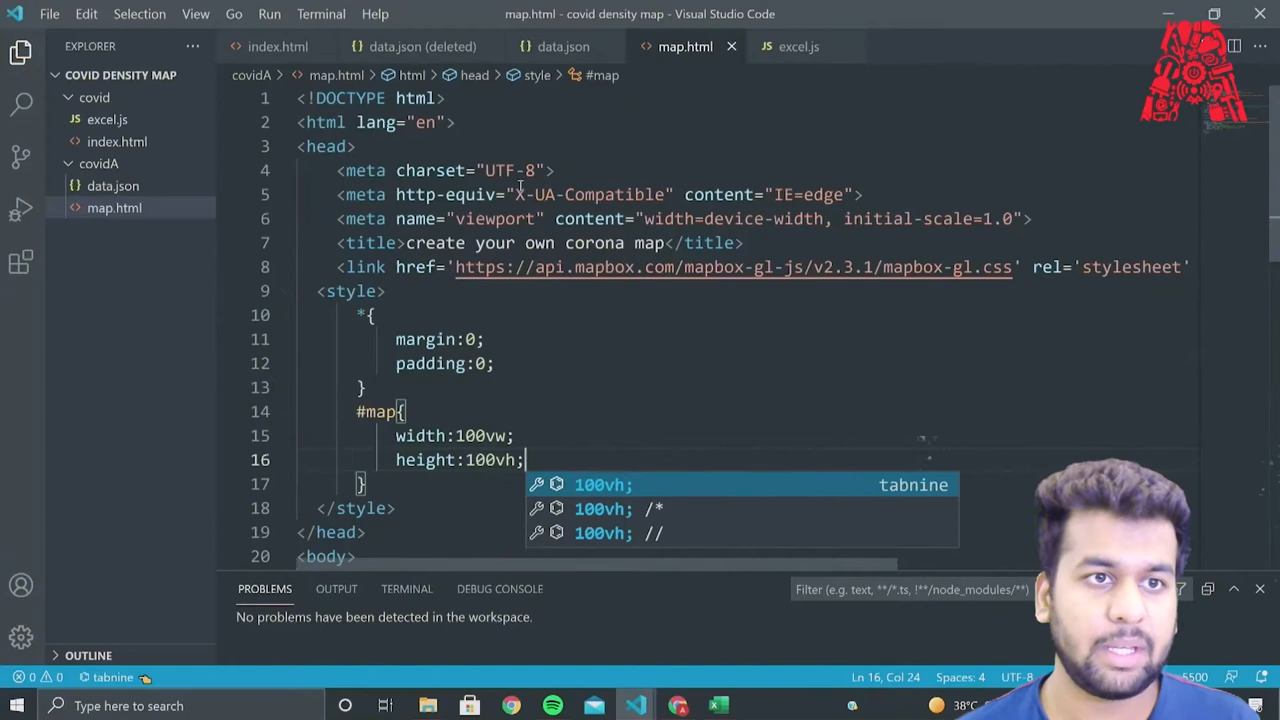 File Edit Selection View Go Run Terminal Help
map.html - covid density map - Visual Studio Code
EXPLORER
index.html
data.json (deleted)
data.json
map.html
excel.js
COVID DENSITY MAP
covid
excel.js
index.html
covidA
data.json
map.html
covidA > map.html > html > head > style > #map
1 <!DOCTYPE html>
2 <html lang="en">
3 <head>
4 <meta charset="UTF-8">
5 <meta http-equiv="X-UA-Compatible" content="IE=edge">
6 <meta name="viewport" content="width=device-width, initial-scale=1.0">
7 <title>create your own corona map</title>
8 <link href='https://api.mapbox.com/mapbox-gl-js/v2.3.1/mapbox-gl.css' rel='stylesheet'
9 <style>
10 *{
11 margin:0;
12 padding:0;
13 }
14 #map{
15 width:100vw;
16 height:100vh;
17 }
18 </style>
19 </head>
20 <body>
100vh; tabnine
100vh; /*
100vh; //
PROBLEMS OUTPUT TERMINAL DEBUG CONSOLE
Filter (e.g. text, **/*.ts, !**/node_modules/**)
No problems have been detected in the workspace.
OUTLINE
0 0 tabnine
Ln 16, Col 24 Spaces: 4 UTF-8 5500
Type here to search
38°C